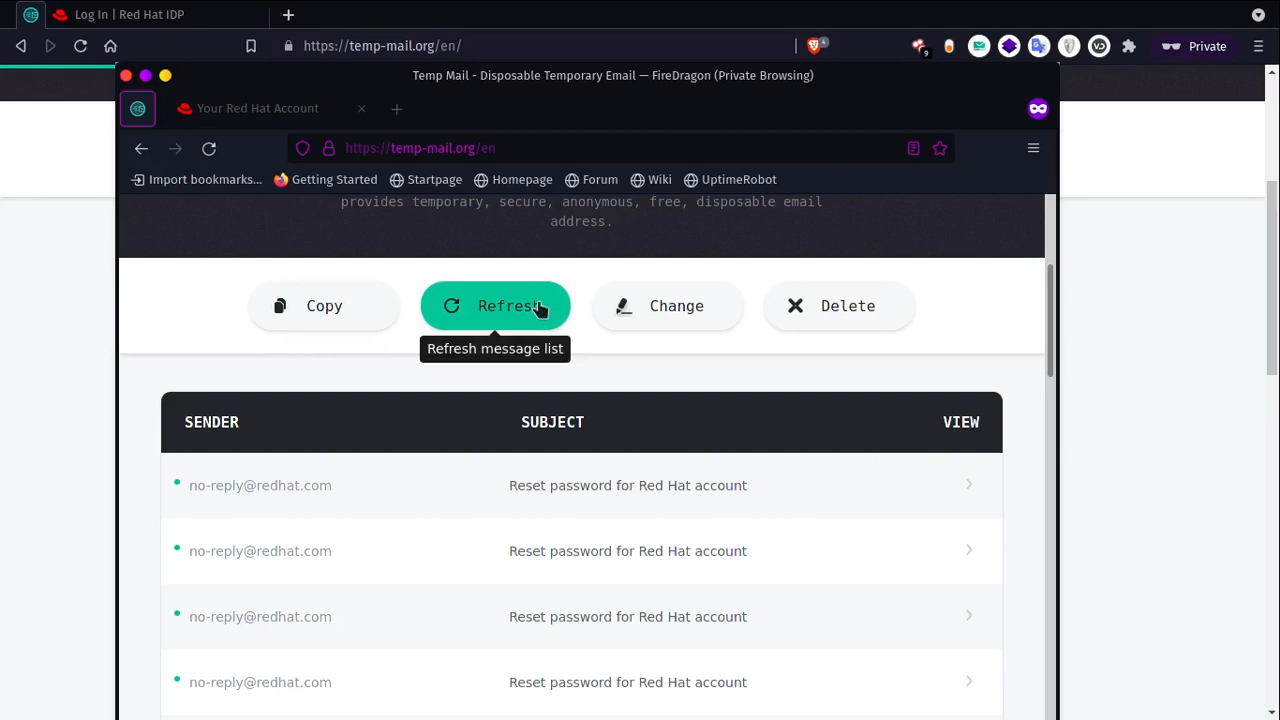 Log In | Red Hat IDP
https://temp-mail.org/en/
4
9
Private
Temp Mail - Disposable Temporary Email — FireDragon (Private Browsing)
Your Red Hat Account
https://temp-mail.org/en
Import bookmarks...
Getting Started
Startpage
Homepage
Forum
Wiki
UptimeRobot
provides temporary, secure, anonymous, free, disposable email
address.
Copy
Refresh
Change
Delete
Refresh message list
SENDER
SUBJECT
VIEW
no-reply@redhat.com
Reset password for Red Hat account
no-reply@redhat.com
Reset password for Red Hat account
no-reply@redhat.com
Reset password for Red Hat account
no-reply@redhat.com
Reset password for Red Hat account